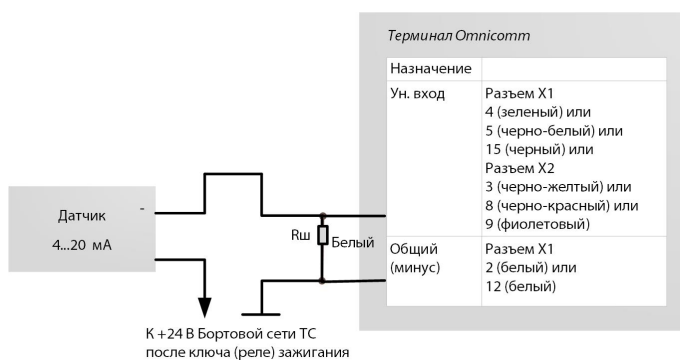 Терминал Omnicomm
Назначение
Ун. вход
Разъем X1
4 (зеленый) или
5 (черно-белый) или
15 (черный) или
Разъем X2
3 (черно-желтый) или
8 (черно-красный) или
9 (фиолетовый)
Общий
(минус)
Разъем X1
2 (белый) или
12 (белый)
Датчик
-
4...20 мА
Rш
Белый
К +24 В Бортовой сети ТС
после ключа (реле) зажигания